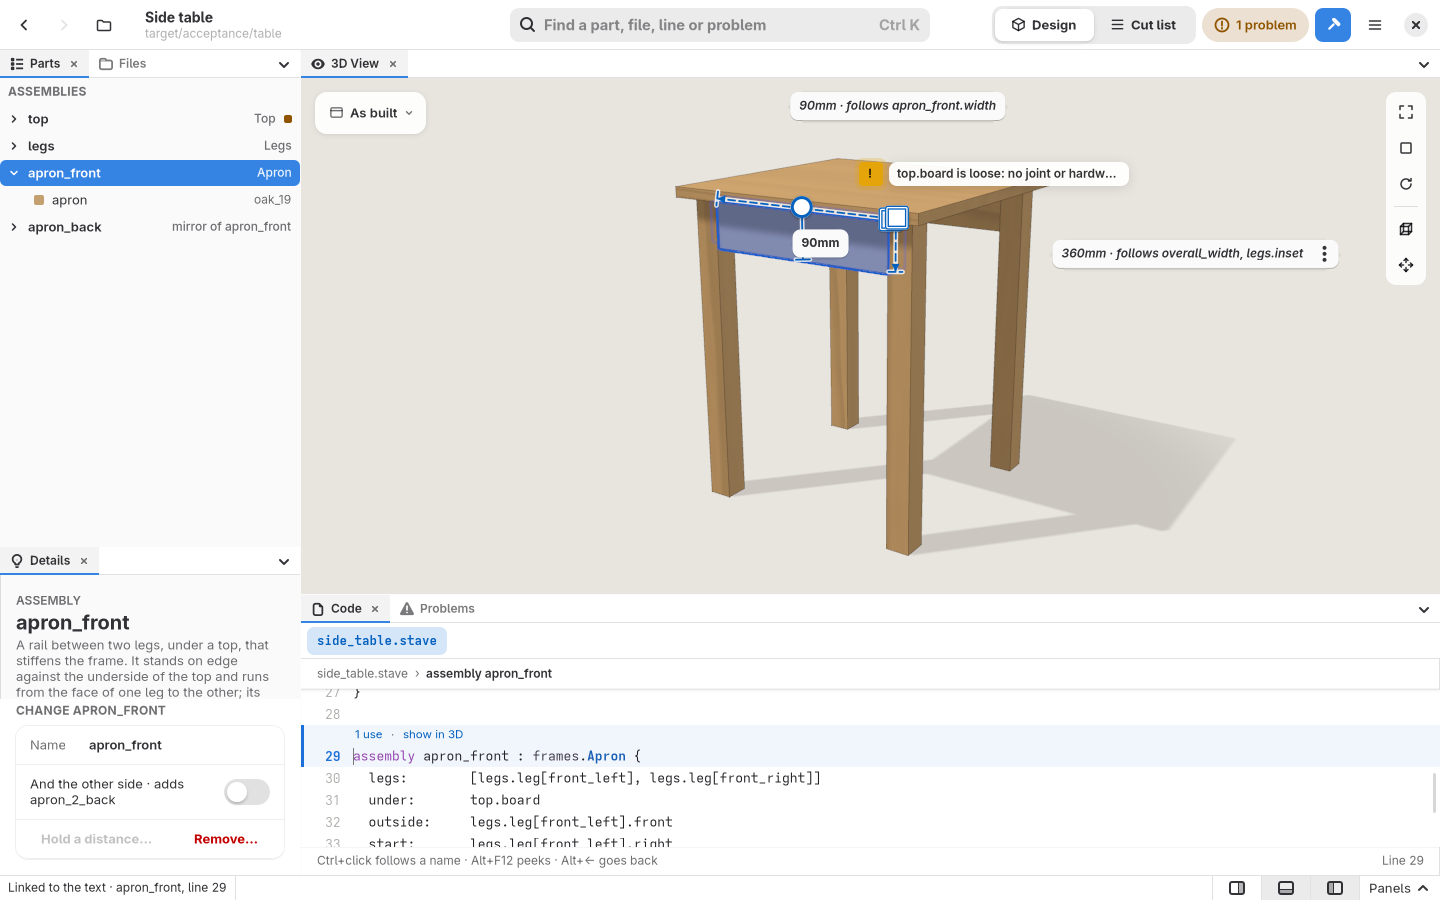 Side table
target/acceptance/table
Find a part, file, line or problem
Ctrl K
Design
Cut list
1 problem
Parts
Files
3D View
ASSEMBLIES
top
Top
legs
Legs
apron_front
Apron
apron
oak_19
apron_back
mirror of apron_front
As built
90mm · follows apron_front.width
!
top.board is loose: no joint or hardw…
90mm
360mm · follows overall_width, legs.inset
Details
ASSEMBLY
apron_front
A rail between two legs, under a top, that
stiffens the frame. It stands on edge
against the underside of the top and runs
from the face of one leg to the other; its
CHANGE APRON_FRONT
Name
apron_front
And the other side · adds
apron_2_back
Hold a distance…
Remove…
Code
Problems
side_table.stave
side_table.stave › assembly apron_front
27 }
28
1 use · show in 3D
29 assembly apron_front : frames.Apron {
30 legs: [legs.leg[front_left], legs.leg[front_right]]
31 under: top.board
32 outside: legs.leg[front_left].front
33 start: legs.leg[front_left].right
Ctrl+click follows a name · Alt+F12 peeks · Alt+← goes back
Line 29
Linked to the text · apron_front, line 29
Panels